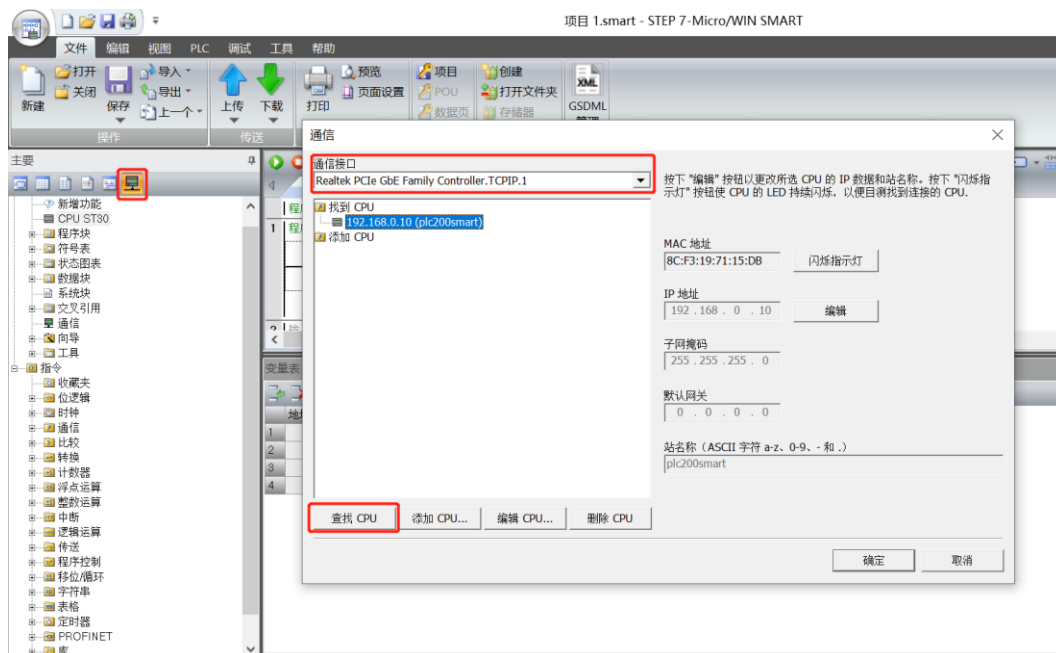 项目 1.smart - STEP 7-Micro/WIN SMART
文件 编辑 视图 PLC 调试 工具 帮助
新建
打开
关闭
保存
导入
导出
上一个
上传
下载
打印
预览
页面设置
项目
POU
数据页
创建
打开文件夹
存储器
XML
GSDML
操作
传送
主要
新增功能
CPU ST30
程序块
符号表
状态图表
数据块
系统块
交叉引用
通信
向导
工具
指令
收藏夹
位逻辑
时钟
通信
比较
转换
计数器
浮点运算
整数运算
中断
逻辑运算
传送
程序控制
移位/循环
字符串
表格
定时器
PROFINET
库
1
变量表
1
2
3
4
通信
通信接口
Realtek PCIe GbE Family Controller.TCPIP.1
找到 CPU
192.168.0.10 (plc200smart)
添加 CPU
查找 CPU
添加 CPU...
编辑 CPU...
删除 CPU
按下 "编辑" 按钮以更改所选 CPU 的 IP 数据和站名称。按下 "闪烁指
示灯" 按钮使 CPU 的 LED 持续闪烁，以便目测找到连接的 CPU.
MAC 地址
8C:F3:19:71:15:DB
闪烁指示灯
IP 地址
192 . 168 . 0 . 10
编辑
子网掩码
255 . 255 . 255 . 0
默认网关
0 . 0 . 0 . 0
站名称（ASCII 字符 a-z、0-9、- 和 .）
plc200smart
确定
取消